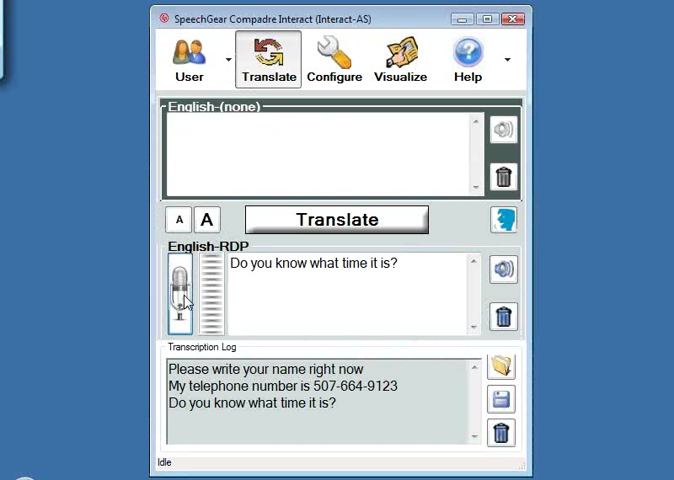 SpeechGear Compadre Interact (Interact-AS)
User Translate Configure Visualize Help
English-(none)
A A Translate
English-RDP
Do you know what time it is?
Transcription Log
Please write your name right now
My telephone number is 507-664-9123
Do you know what time it is?
Idle